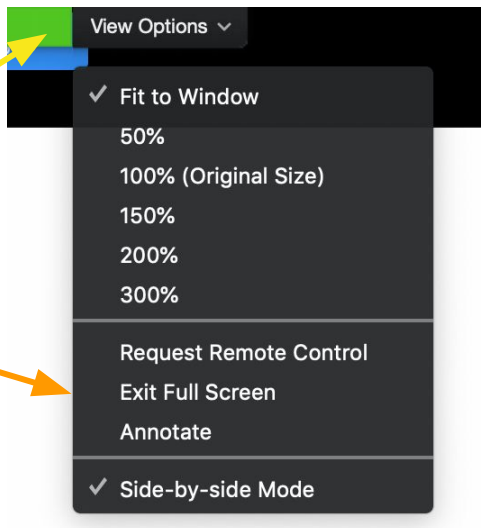 View Options
Fit to Window
50%
100% (Original Size)
150%
200%
300%
Request Remote Control
Exit Full Screen
Annotate
Side-by-side Mode